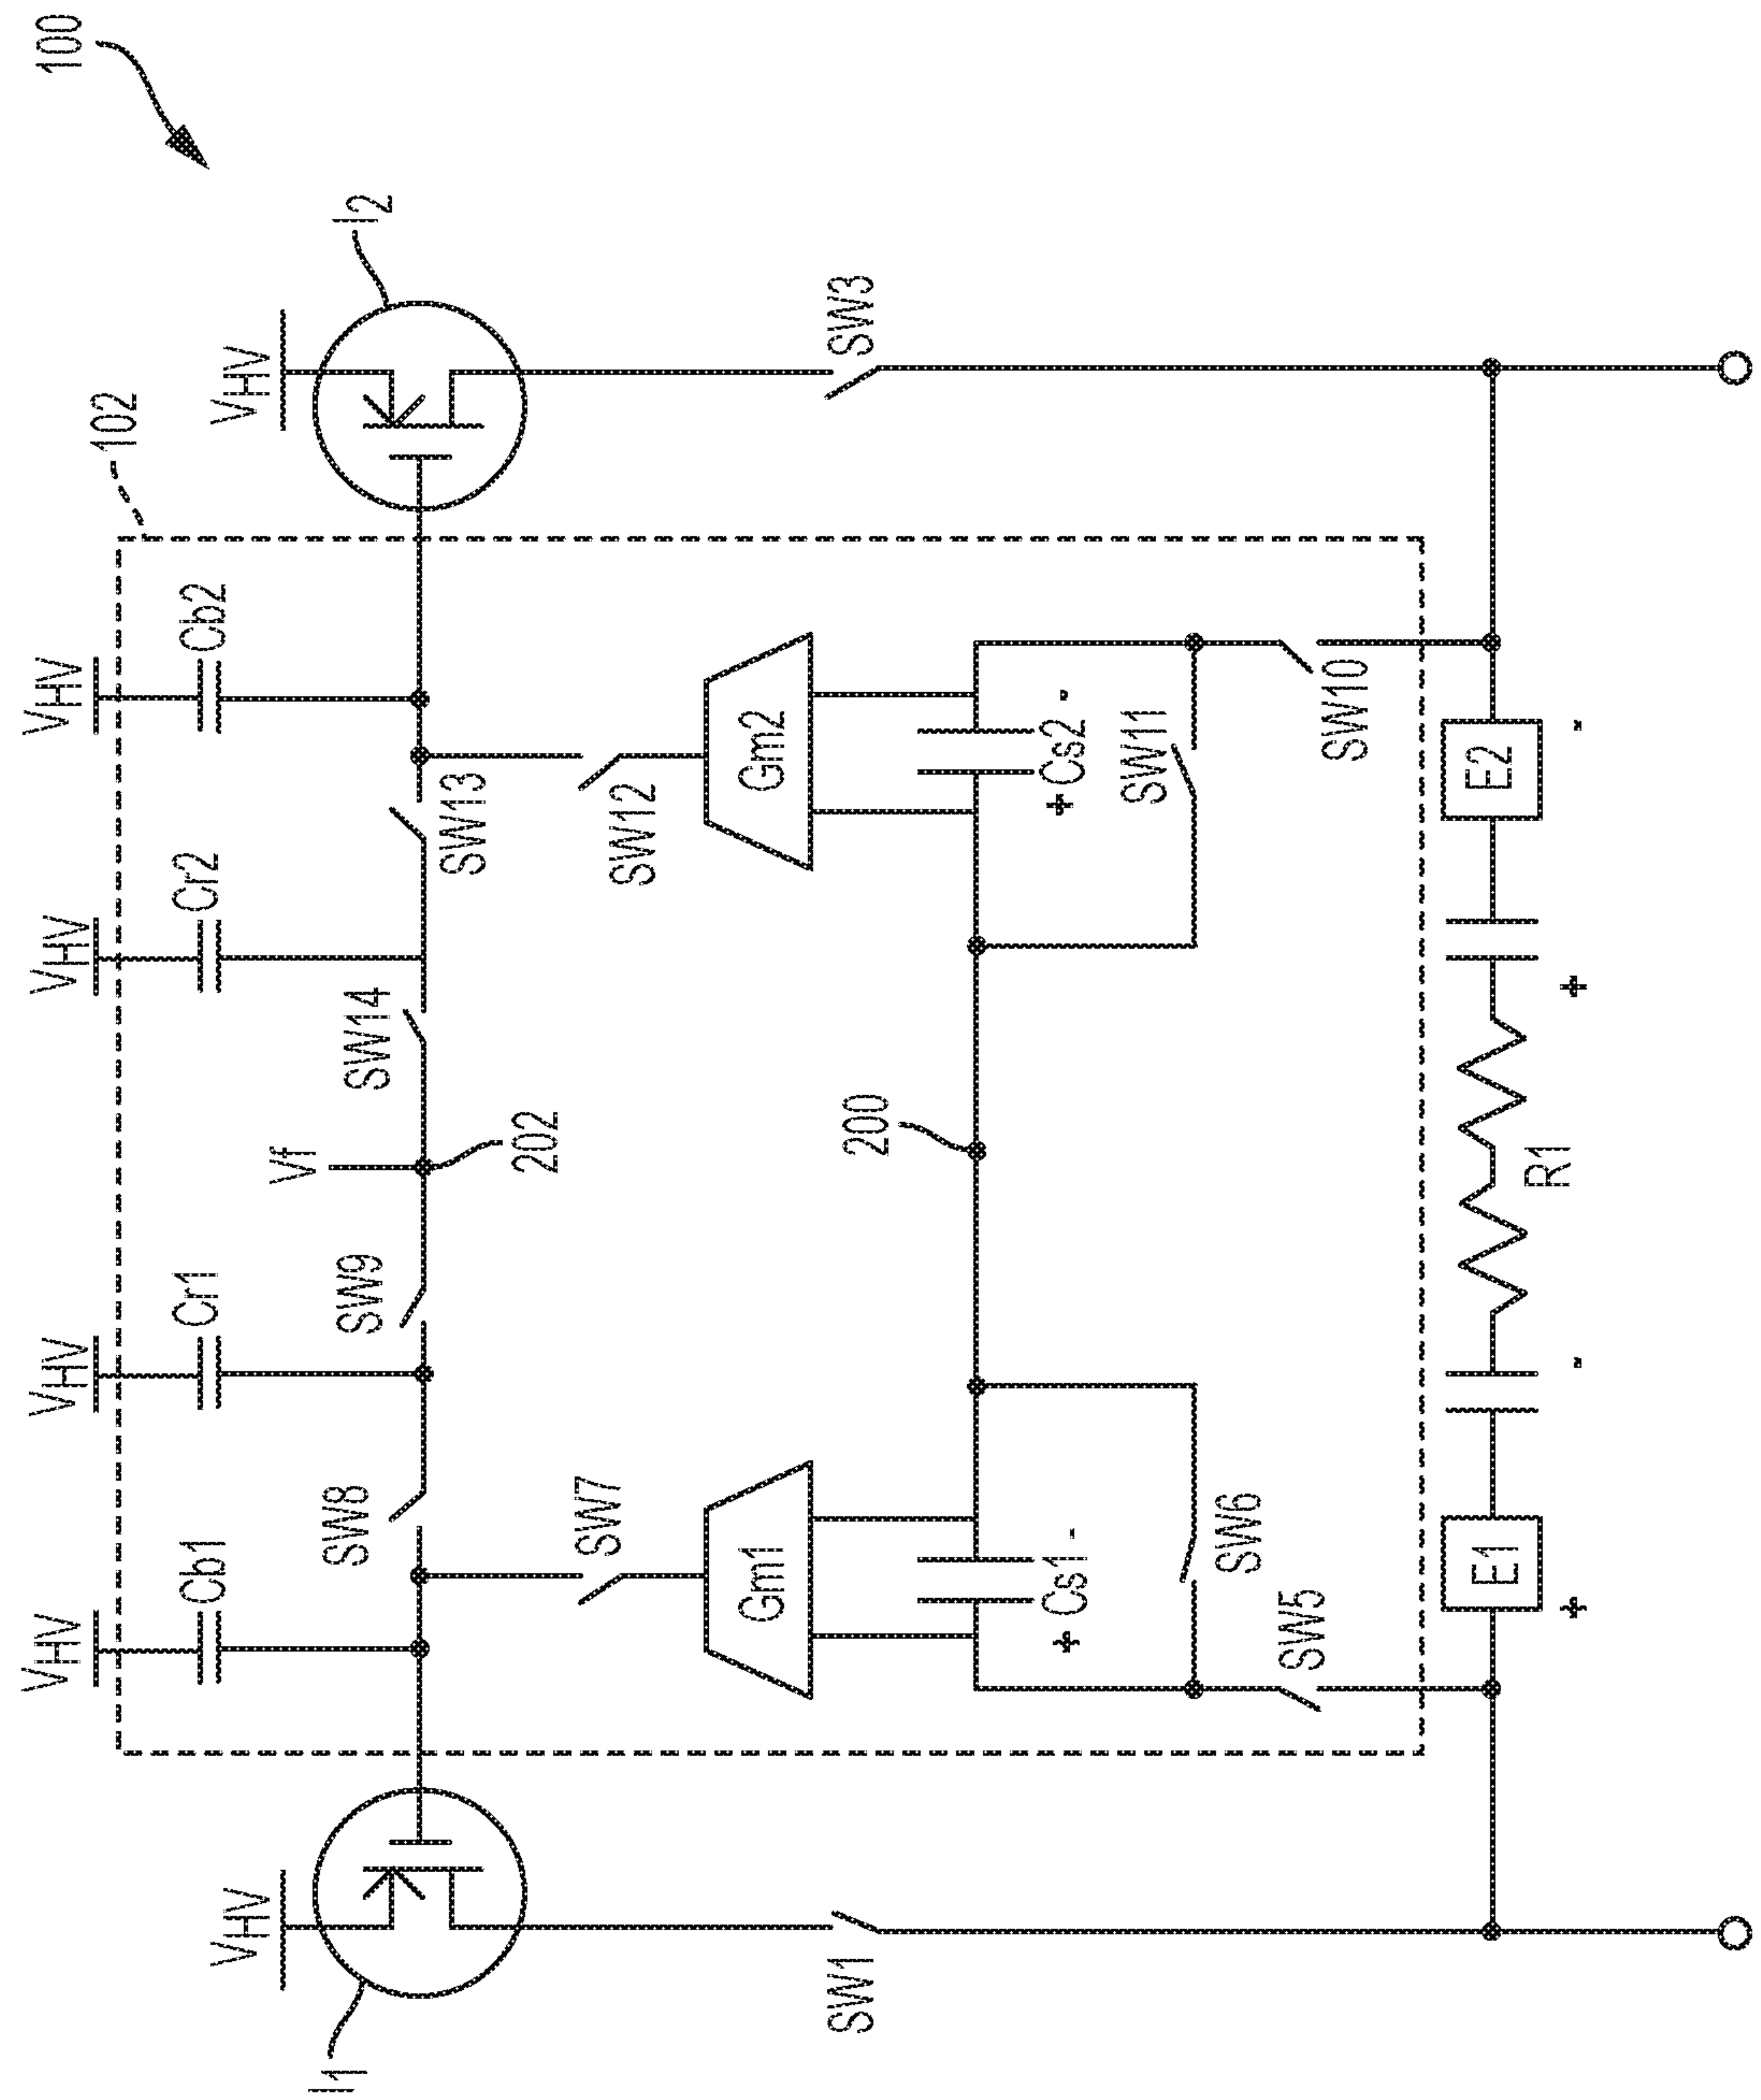 100
102
VHV
VHV
VHV
VHV
Cb1
Cr1
Cr2
Cb2
VHV
VHV
I1
I2
Vf
SW8
SW9
SW14
SW13
202
SW7
SW12
Gm1
Gm2
SW1
200
SW3
+ Cs1 -
+ Cs2 -
SW6
SW11
SW5
SW10
E1
E2
R1
+ - + -